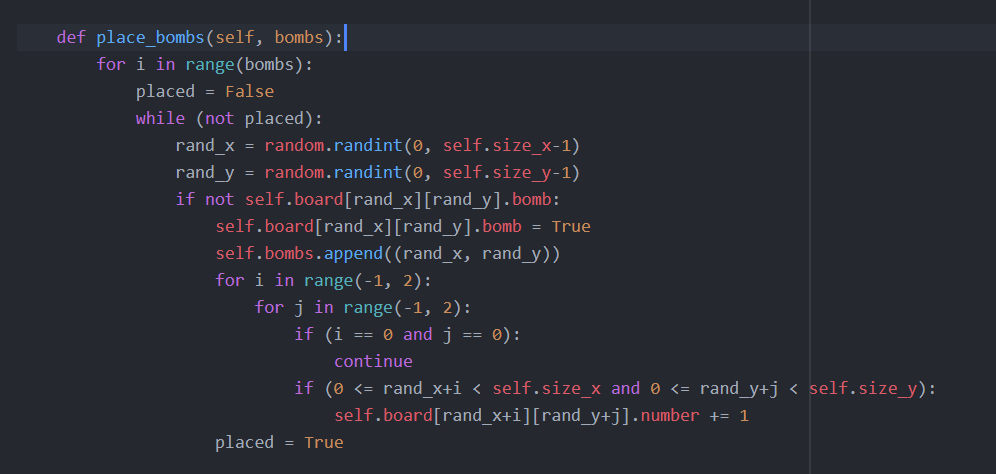 def place_bombs(self, bombs):
    for i in range(bombs):
        placed = False
        while (not placed):
            rand_x = random.randint(0, self.size_x-1)
            rand_y = random.randint(0, self.size_y-1)
            if not self.board[rand_x][rand_y].bomb:
                self.board[rand_x][rand_y].bomb = True
                self.bombs.append((rand_x, rand_y))
                for i in range(-1, 2):
                    for j in range(-1, 2):
                        if (i == 0 and j == 0):
                            continue
                        if (0 <= rand_x+i < self.size_x and 0 <= rand_y+j < self.size_y):
                            self.board[rand_x+i][rand_y+j].number += 1
                placed = True